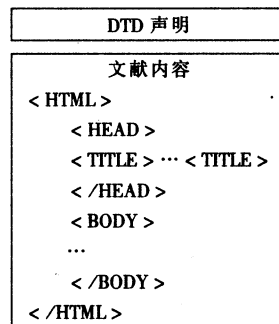 DTD 声明
文献内容
< HTML >
< HEAD >
< TITLE > … < TITLE >
< /HEAD >
< BODY >
…
< /BODY >
< /HTML >